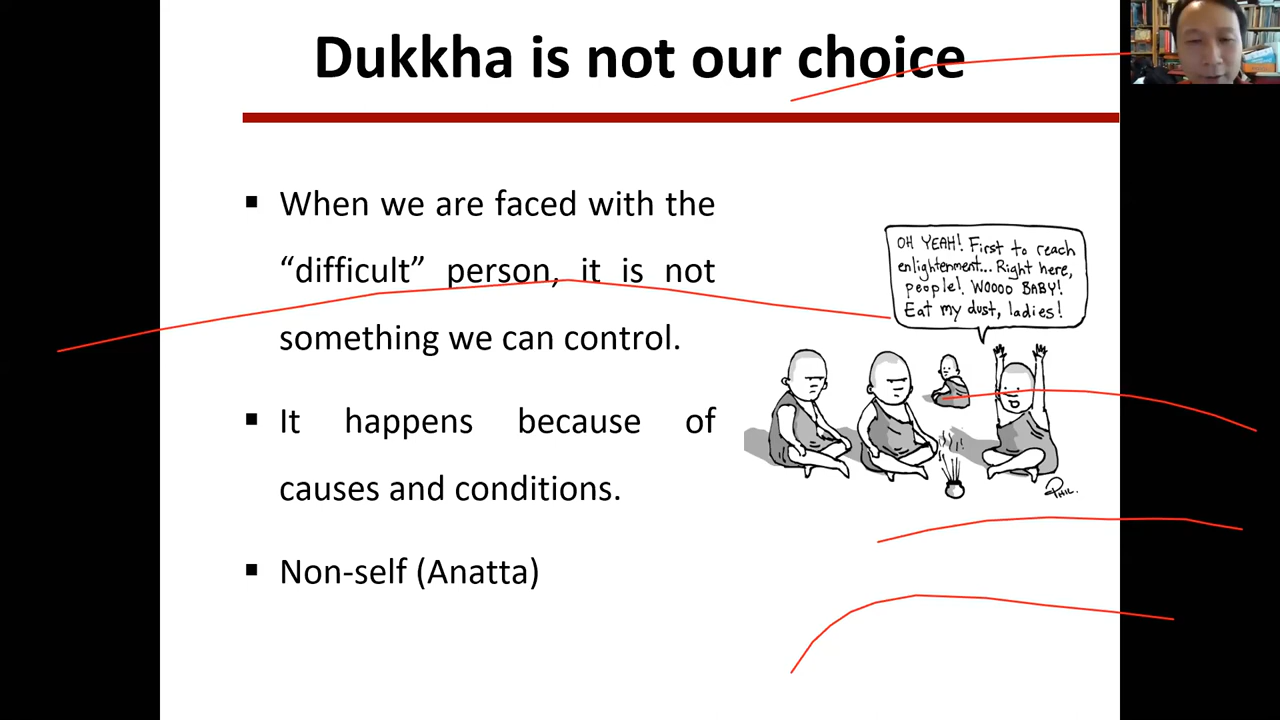 Dukkha is not our choice
▪ When we are faced with the
“difficult” person, it is not
something we can control.
▪ It happens because of
causes and conditions.
▪ Non-self (Anatta)
OH YEAH! First to reach
enlightenment... Right here,
people! WOOOO BABY!
Eat my dust, ladies!
PHIL.